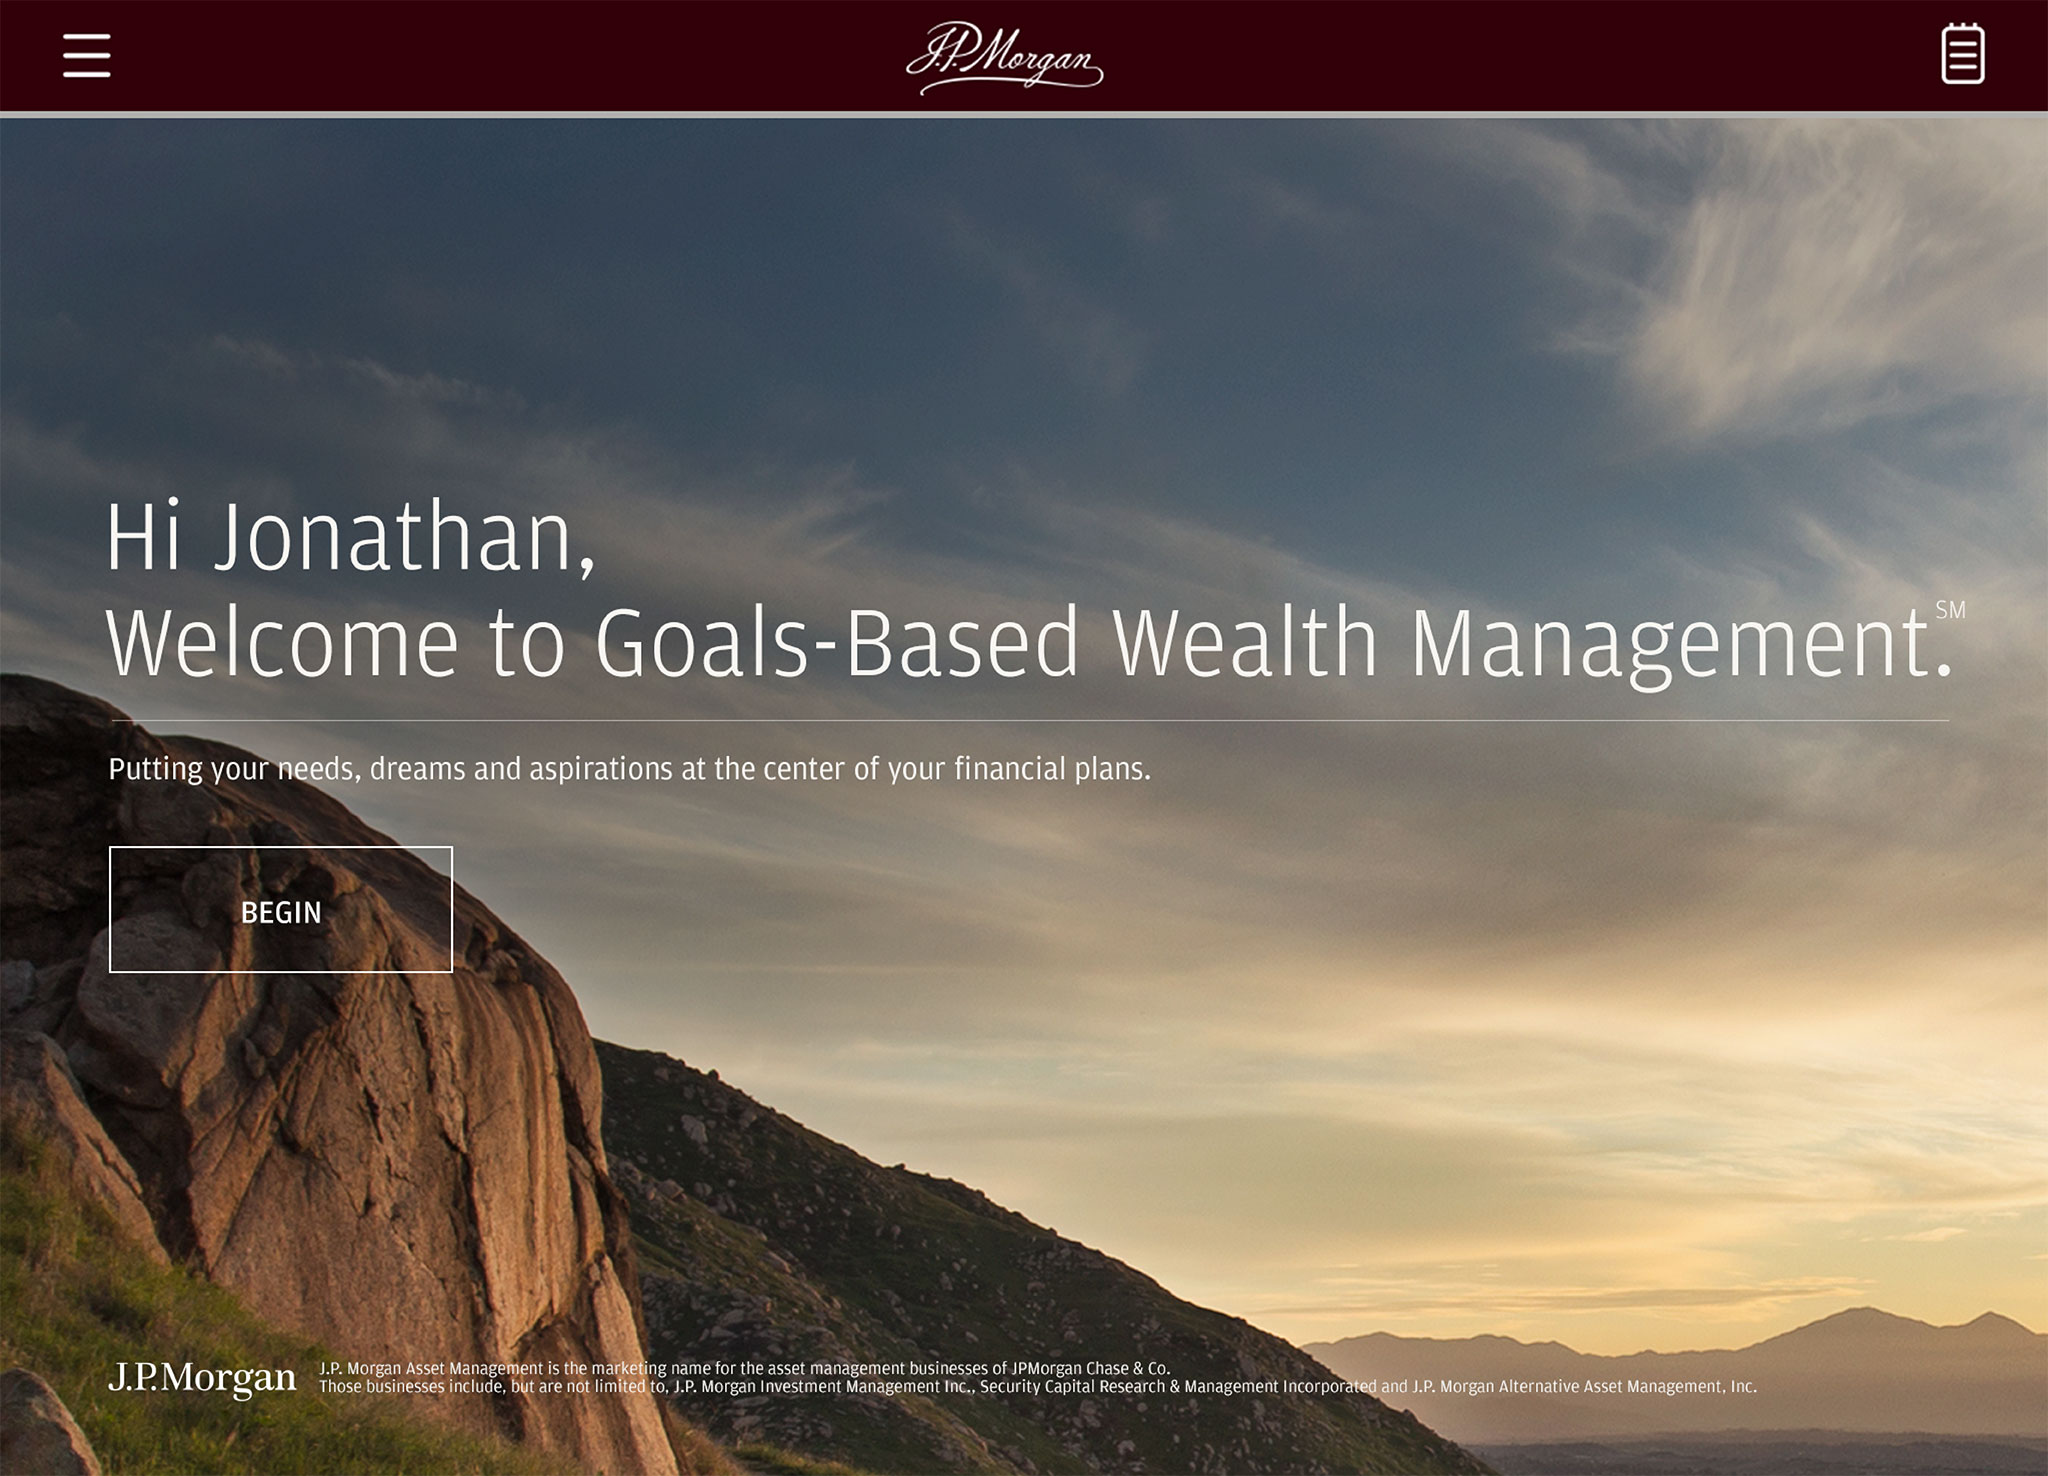 J.P. Morgan
Hi Jonathan,
Welcome to Goals-Based Wealth Management.℠
Putting your needs, dreams and aspirations at the center of your financial plans.
BEGIN
J.P.Morgan
J.P. Morgan Asset Management is the marketing name for the asset management businesses of JPMorgan Chase & Co.
Those businesses include, but are not limited to, J.P. Morgan Investment Management Inc., Security Capital Research & Management Incorporated and J.P. Morgan Alternative Asset Management, Inc.